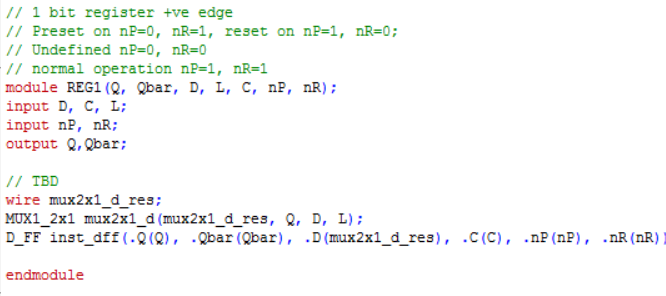 // 1 bit register +ve edge
// Preset on nP=0, nR=1, reset on nP=1, nR=0;
// Undefined nP=0, nR=0
// normal operation nP=1, nR=1
module REG1(Q, Qbar, D, L, C, nP, nR);
input D, C, L;
input nP, nR;
output Q,Qbar;
// TBD
wire mux2x1_d_res;
MUX1_2x1 mux2x1_d(mux2x1_d_res, Q, D, L);
D_FF inst_dff(.Q(Q), .Qbar(Qbar), .D(mux2x1_d_res), .C(C), .nP(nP), .nR(nR))
endmodule